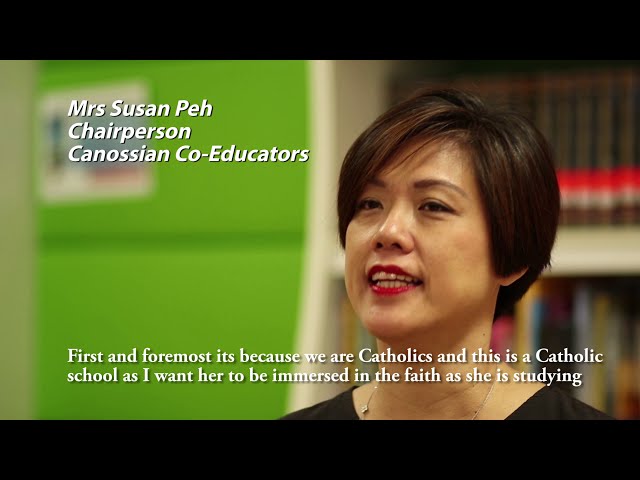 Mrs Susan Peh
Chairperson
Canossian Co-Educators
First and foremost its because we are Catholics and this is a Catholic
school as I want her to be immersed in the faith as she is studying